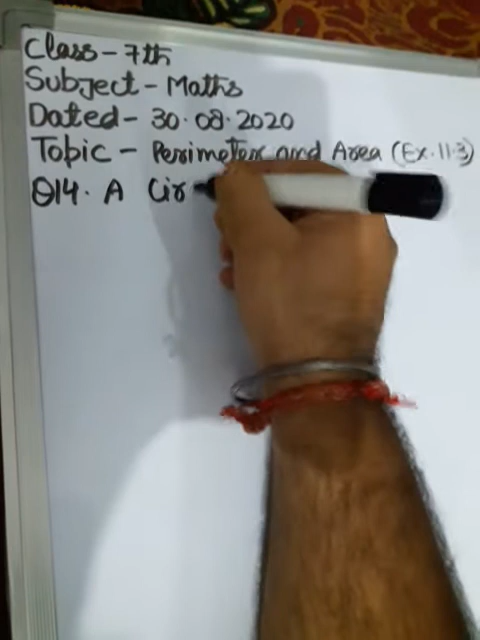 Class - 7th
Subject - Maths
Dated - 30.08.2020
Topic - Perimeter and Area (Ex. 11.3)
Q14. A Cir